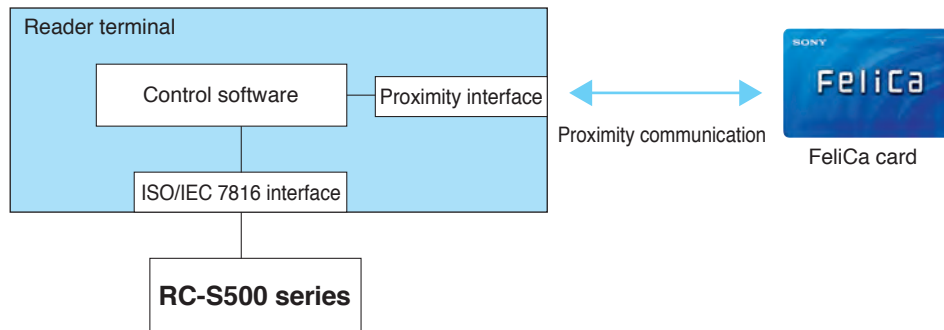 Reader terminal
Control software
Proximity interface
SONY
FeliCa
Proximity communication
FeliCa card
ISO/IEC 7816 interface
RC-S500 series